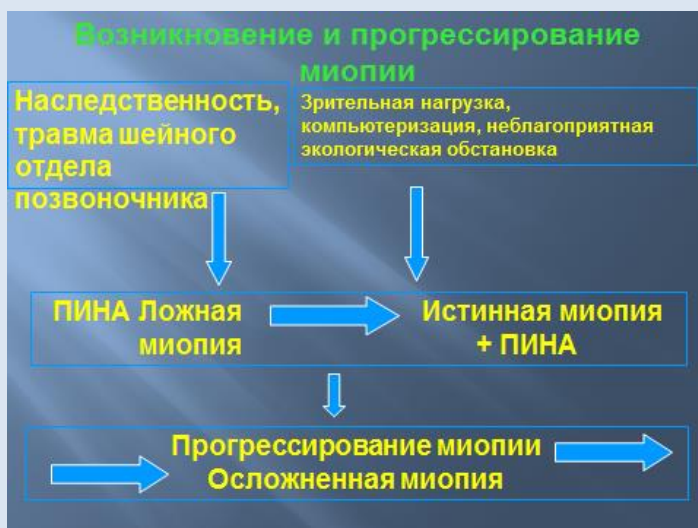 Возникновение и прогрессирование
миопии
Наследственность,
травма шейного
отдела
позвоночника
Зрительная нагрузка,
компьютеризация, неблагоприятная
экологическая обстановка
ПИНА Ложная
миопия
Истинная миопия
+ ПИНА
Прогрессирование миопии
Осложненная миопия